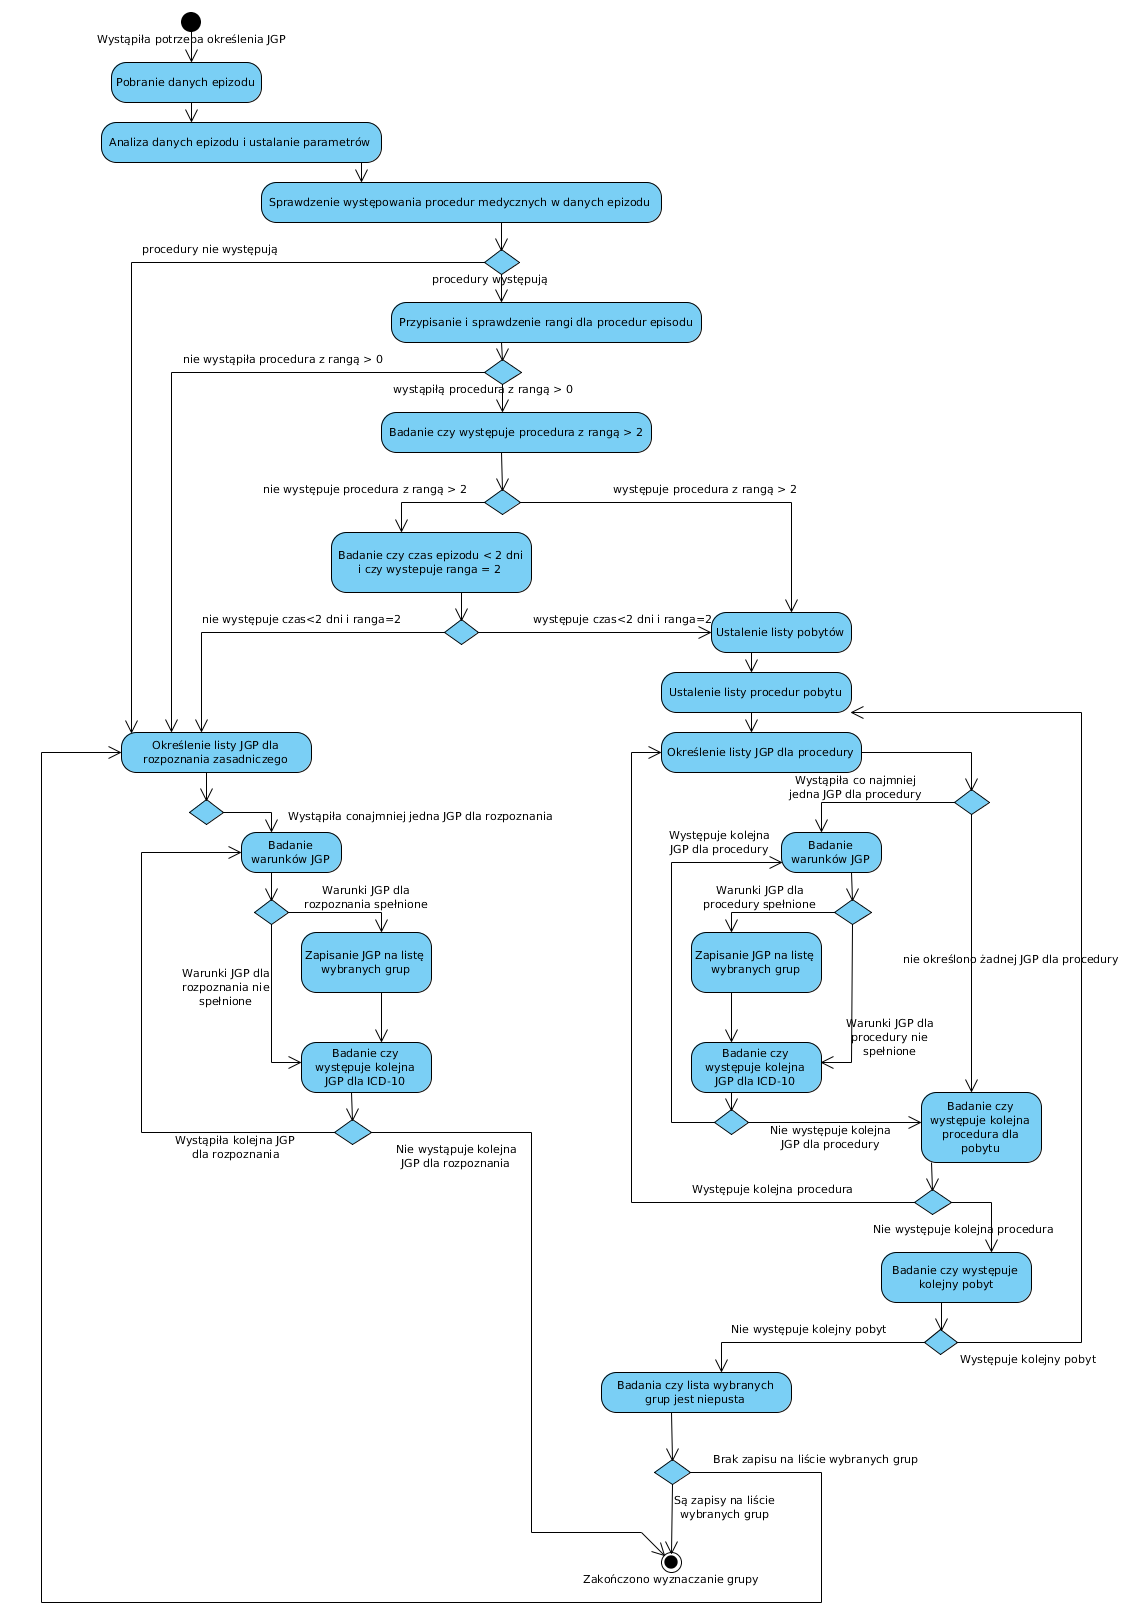 Wystąpiła potrzeba określenia JGP
Pobranie danych epizodu
Analiza danych epizodu i ustalanie parametrów
Sprawdzenie występowania procedur medycznych w danych epizodu
procedury nie występują
procedury występują
Przypisanie i sprawdzenie rangi dla procedur episodu
nie wystąpiła procedura z rangą > 0
wystąpiłą procedura z rangą > 0
Badanie czy występuje procedura z rangą > 2
nie występuje procedura z rangą > 2
występuje procedura z rangą > 2
Badanie czy czas epizodu < 2 dni
i czy wystepuje ranga = 2
nie występuje czas<2 dni i ranga=2
występuje czas<2 dni i ranga=2
Ustalenie listy pobytów
Ustalenie listy procedur pobytu
Określenie listy JGP dla
rozpoznania zasadniczego
Określenie listy JGP dla procedury
Wystąpiła co najmniej
jedna JGP dla procedury
Wystąpiła conajmniej jedna JGP dla rozpoznania
Występuje kolejna
JGP dla procedury
Badanie
warunków JGP
Badanie
warunków JGP
Warunki JGP dla
rozpoznania spełnione
Warunki JGP dla
procedury spełnione
Zapisanie JGP na listę
wybranych grup
Zapisanie JGP na listę
wybranych grup
nie określono żadnej JGP dla procedury
Warunki JGP dla
rozpoznania nie
spełnione
Warunki JGP dla
procedury nie
spełnione
Badanie czy
występuje kolejna
JGP dla ICD-10
Badanie czy
występuje kolejna
JGP dla ICD-10
Badanie czy
występuje kolejna
procedura dla
pobytu
Wystąpiła kolejna JGP
dla rozpoznania
Nie wystąpuje kolejna
JGP dla rozpoznania
Nie występuje kolejna
JGP dla procedury
Występuje kolejna procedura
Nie występuje kolejna procedura
Badanie czy występuje
kolejny pobyt
Nie występuje kolejny pobyt
Występuje kolejny pobyt
Badania czy lista wybranych
grup jest niepusta
Brak zapisu na liście wybranych grup
Są zapisy na liście
wybranych grup
Zakończono wyznaczanie grupy